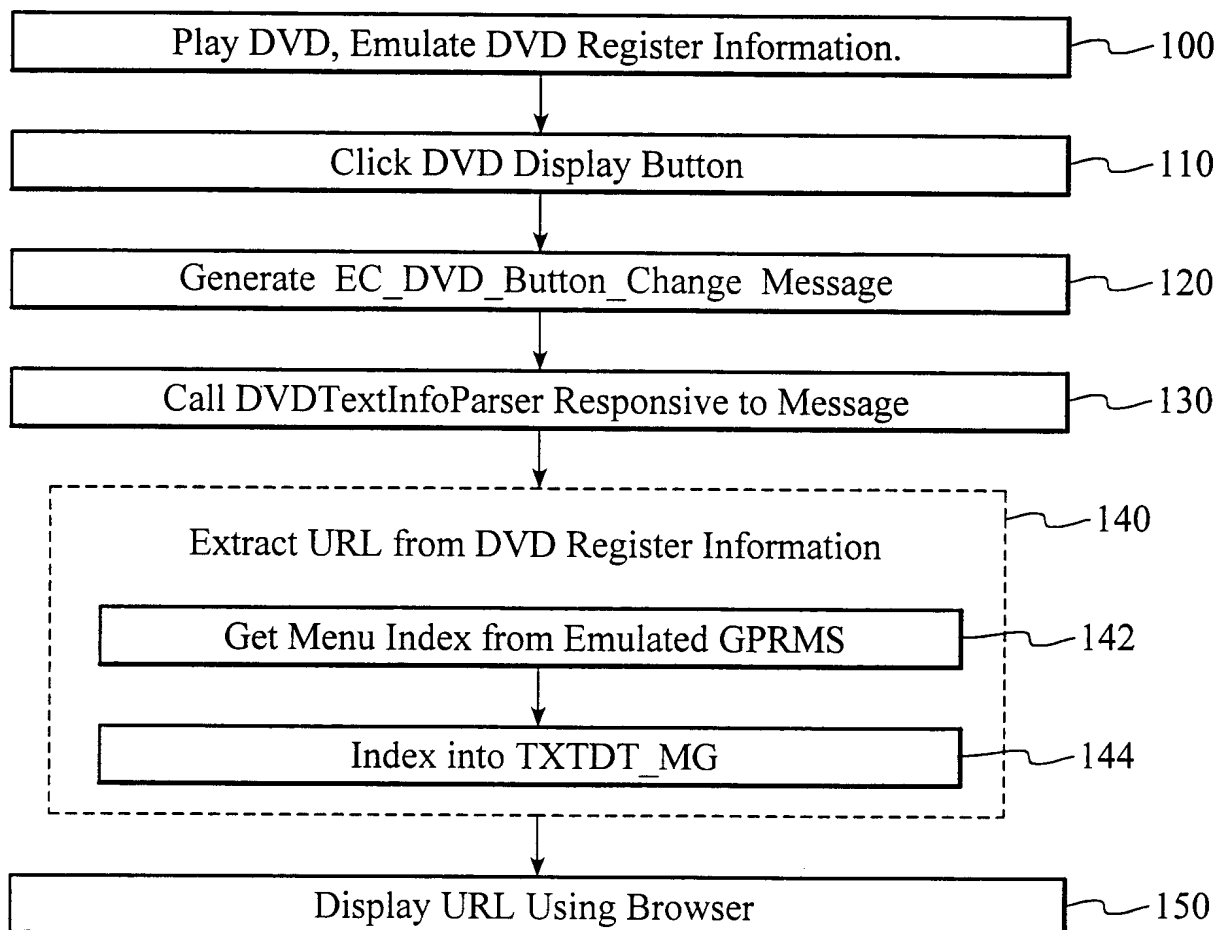 Play DVD, Emulate DVD Register Information.
100
Click DVD Display Button
110
Generate EC_DVD_Button_Change Message
120
Call DVDTextInfoParser Responsive to Message
130
140
Extract URL from DVD Register Information
Get Menu Index from Emulated GPRMS
142
Index into TXTDT_MG
144
Display URL Using Browser
150